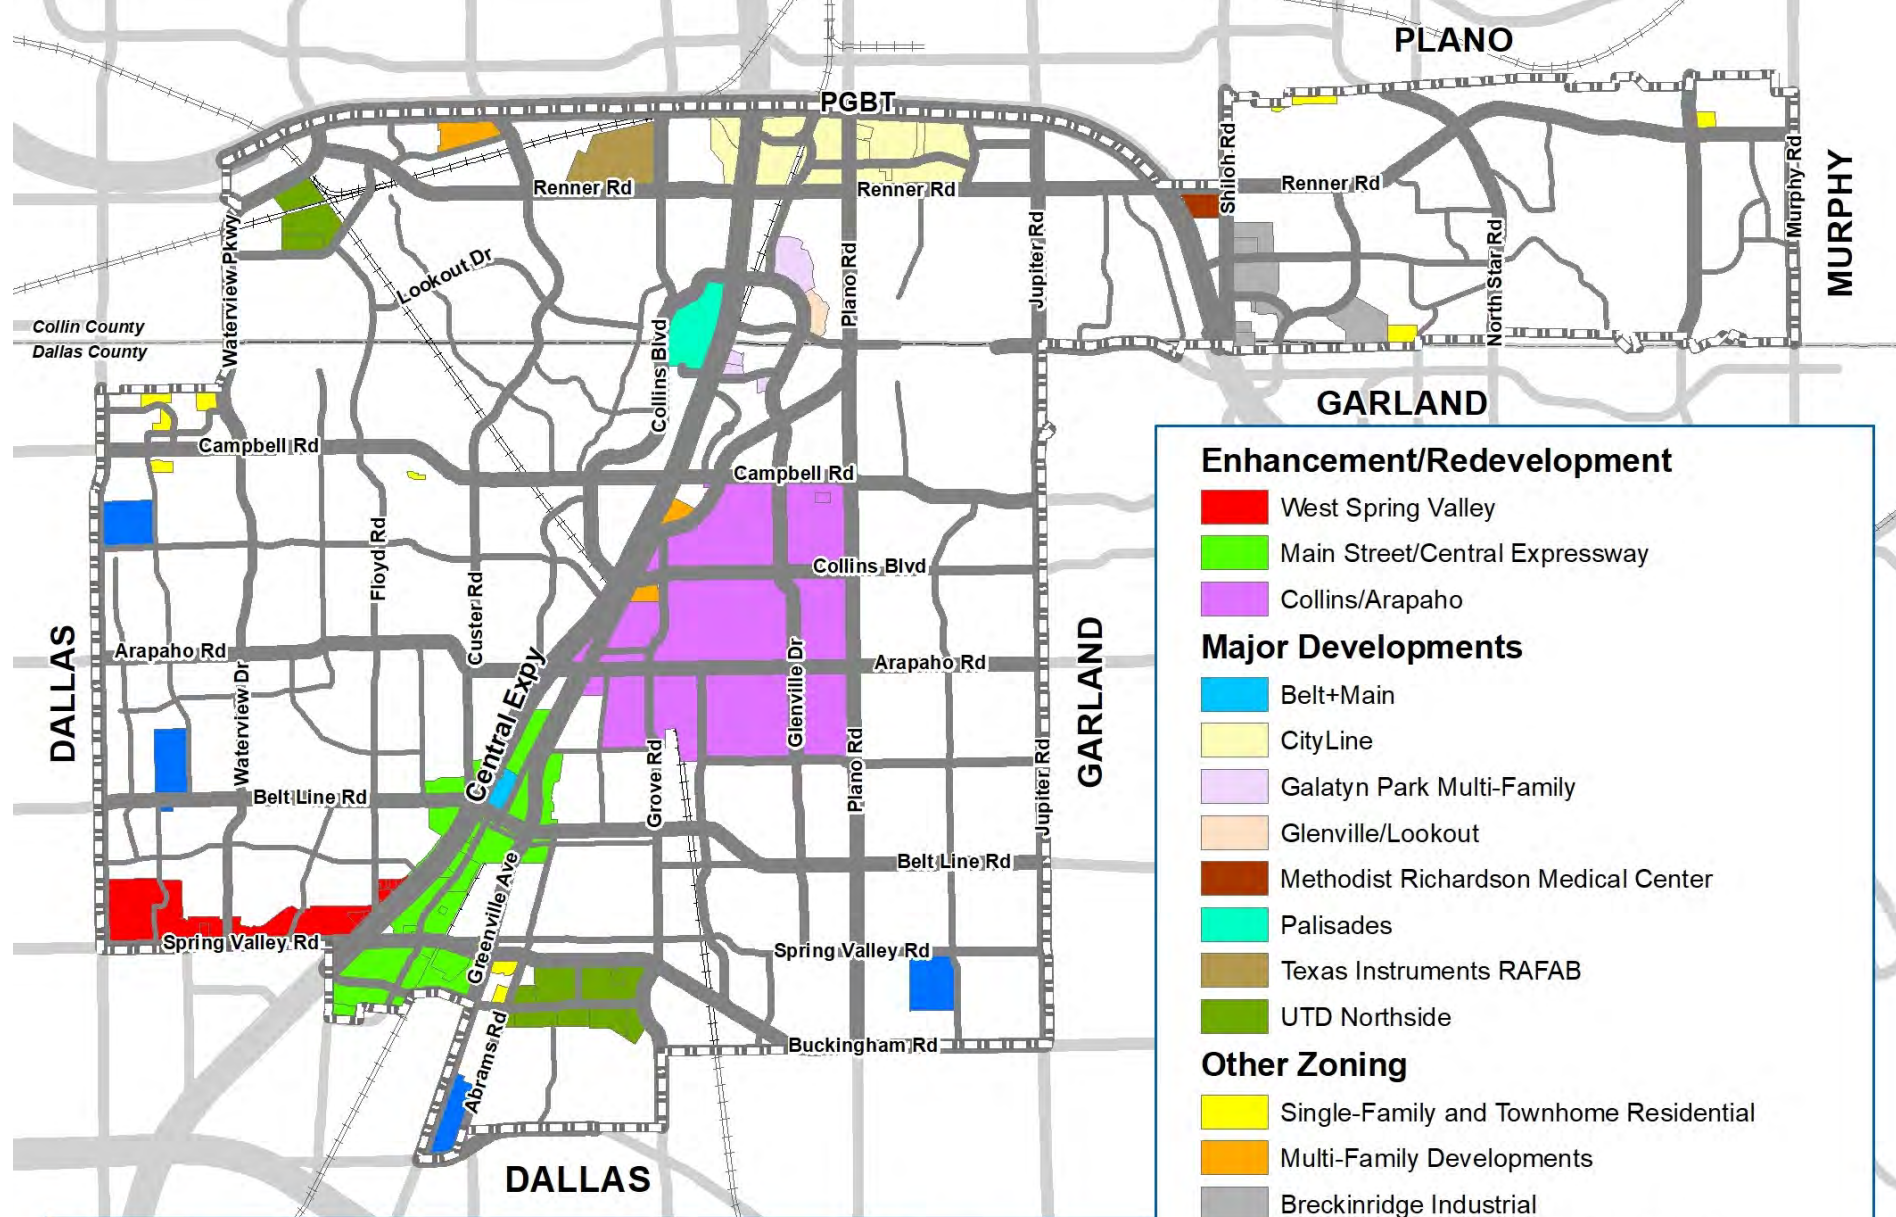 PLANO
PGBT
Renner Rd
Renner Rd
Renner Rd
Shiloh Rd
Murphy Rd
MURPHY
Waterview Pkwy
Lookout Dr
Plano Rd
Jupiter Rd
North Star Rd
Collin County
Dallas County
Collins Blvd
GARLAND
Campbell Rd
Campbell Rd
Floyd Rd
Custer Rd
Collins Blvd
DALLAS
Arapaho Rd
Arapaho Rd
Waterview Dr
Central Expy
Glenville Dr
GARLAND
Grove Rd
Plano Rd
Jupiter Rd
Belt Line Rd
Belt Line Rd
Greenville Ave
Spring Valley Rd
Spring Valley Rd
Abrams Rd
Buckingham Rd
DALLAS
Enhancement/Redevelopment
West Spring Valley
Main Street/Central Expressway
Collins/Arapaho
Major Developments
Belt+Main
CityLine
Galatyn Park Multi-Family
Glenville/Lookout
Methodist Richardson Medical Center
Palisades
Texas Instruments RAFAB
UTD Northside
Other Zoning
Single-Family and Townhome Residential
Multi-Family Developments
Breckinridge Industrial